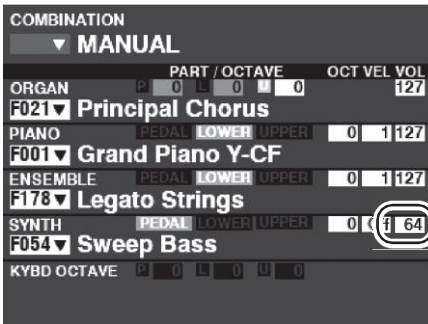 COMBINATION
▼ MANUAL
PART / OCTAVE OCT VEL VOL
ORGAN P 0 L 0 U 0 127
F021▼ Principal Chorus
PIANO PEDAL LOWER UPPER 0 1 127
F001▼ Grand Piano Y-CF
ENSEMBLE PEDAL LOWER UPPER 0 1 127
F178▼ Legato Strings
SYNTH PEDAL LOWER UPPER 0 64
F054▼ Sweep Bass
KYBD OCTAVE P 0 L 0 U 0